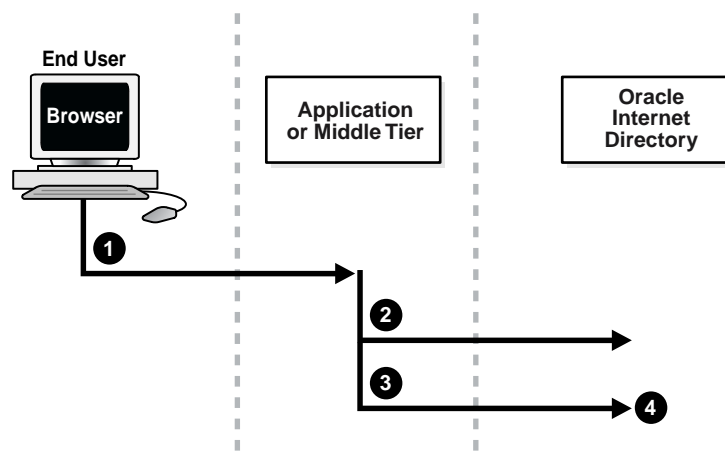 End User
Browser
Application
or Middle Tier
Oracle
Internet
Directory
1
2
3
4